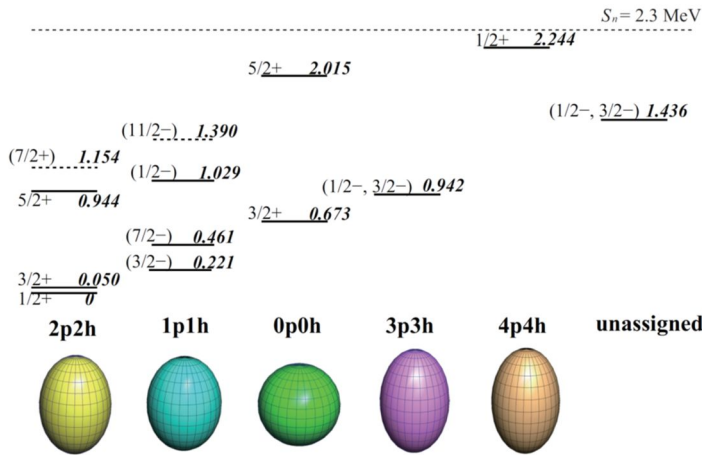 Sn = 2.3 MeV
1/2+ 2.244
5/2+ 2.015
(1/2−, 3/2−) 1.436
(11/2−) 1.390
(7/2+) 1.154
(1/2−) 1.029
5/2+ 0.944
(1/2−, 3/2−) 0.942
3/2+ 0.673
(7/2−) 0.461
(3/2−) 0.221
3/2+ 0.050
1/2+ 0
2p2h 1p1h 0p0h 3p3h 4p4h unassigned